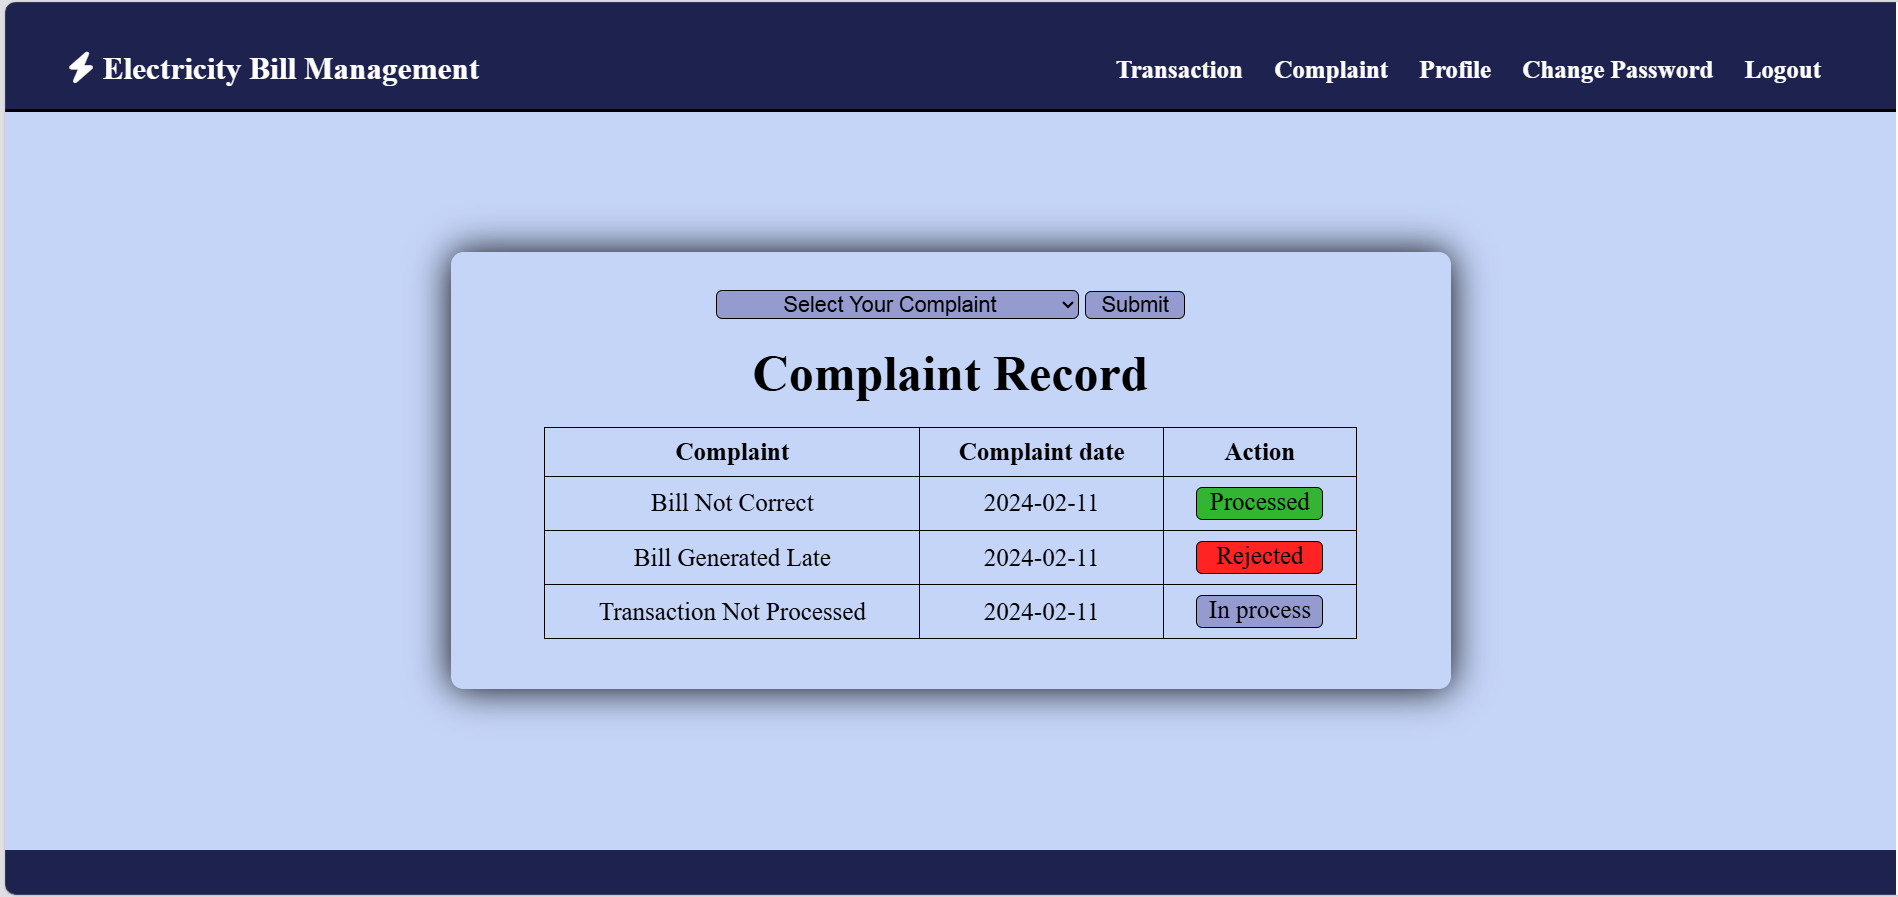 Electricity Bill Management Transaction Complaint Profile Change Password Logout
Select Your Complaint Submit
Complaint Record
Complaint Complaint date Action
Bill Not Correct 2024-02-11 Processed
Bill Generated Late 2024-02-11 Rejected
Transaction Not Processed 2024-02-11 In process